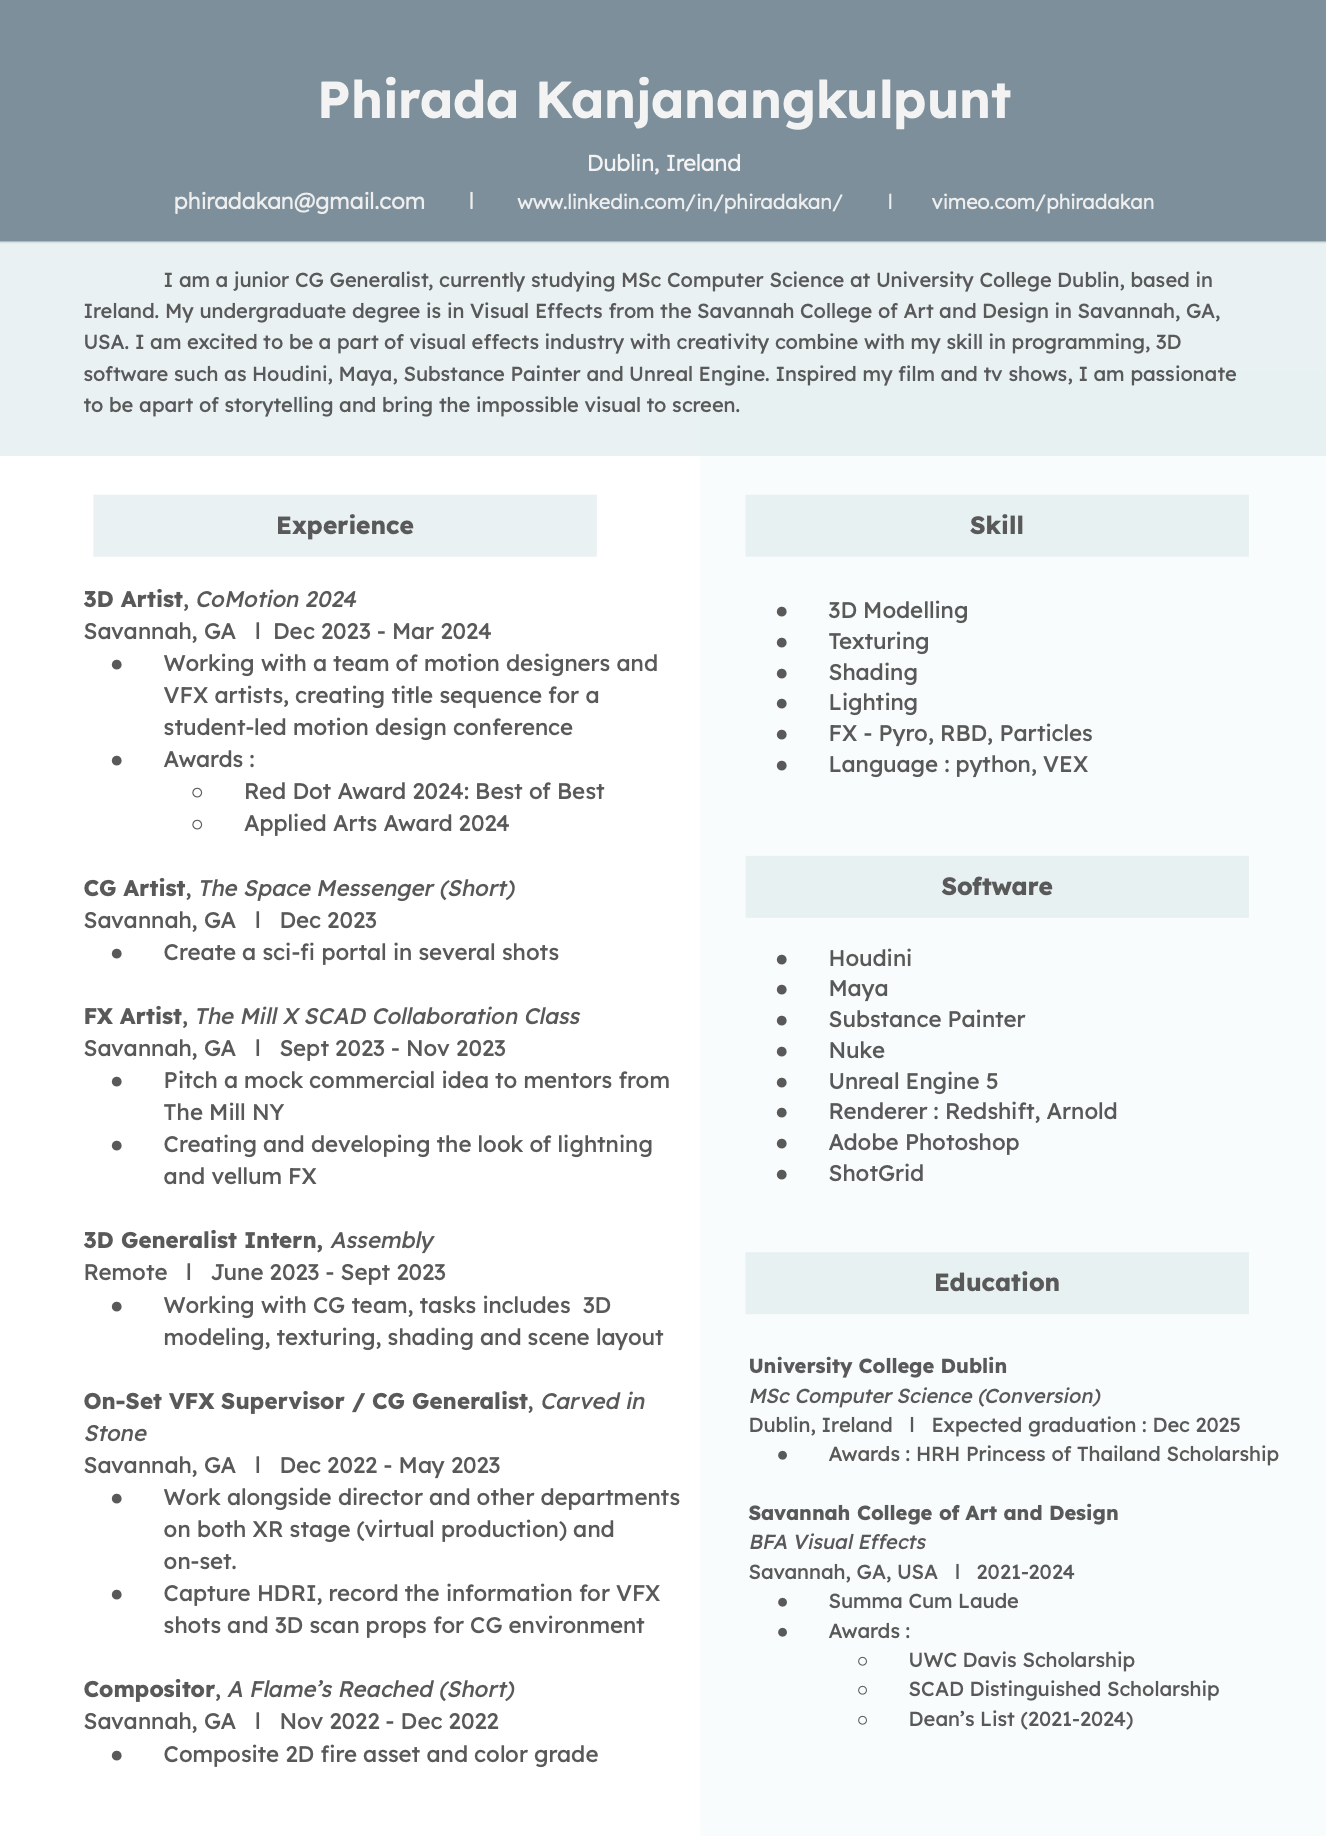 Phirada Kanjanangkulpunt
Dublin, Ireland
phiradakan@gmail.com l www.linkedin.com/in/phiradakan/ l vimeo.com/phiradakan
I am a junior CG Generalist, currently studying MSc Computer Science at University College Dublin, based in
Ireland. My undergraduate degree is in Visual Effects from the Savannah College of Art and Design in Savannah, GA,
USA. I am excited to be a part of visual effects industry with creativity combine with my skill in programming, 3D
software such as Houdini, Maya, Substance Painter and Unreal Engine. Inspired my film and tv shows, I am passionate
to be apart of storytelling and bring the impossible visual to screen.
Experience
3D Artist, CoMotion 2024
Savannah, GA l Dec 2023 - Mar 2024
● Working with a team of motion designers and
VFX artists, creating title sequence for a
student-led motion design conference
● Awards :
○ Red Dot Award 2024: Best of Best
○ Applied Arts Award 2024
CG Artist, The Space Messenger (Short)
Savannah, GA l Dec 2023
● Create a sci-fi portal in several shots
FX Artist, The Mill X SCAD Collaboration Class
Savannah, GA l Sept 2023 - Nov 2023
● Pitch a mock commercial idea to mentors from
The Mill NY
● Creating and developing the look of lightning
and vellum FX
3D Generalist Intern, Assembly
Remote l June 2023 - Sept 2023
● Working with CG team, tasks includes 3D
modeling, texturing, shading and scene layout
On-Set VFX Supervisor / CG Generalist, Carved in
Stone
Savannah, GA l Dec 2022 - May 2023
● Work alongside director and other departments
on both XR stage (virtual production) and
on-set.
● Capture HDRI, record the information for VFX
shots and 3D scan props for CG environment
Compositor, A Flame’s Reached (Short)
Savannah, GA l Nov 2022 - Dec 2022
● Composite 2D fire asset and color grade
Skill
● 3D Modelling
● Texturing
● Shading
● Lighting
● FX - Pyro, RBD, Particles
● Language : python, VEX
Software
● Houdini
● Maya
● Substance Painter
● Nuke
● Unreal Engine 5
● Renderer : Redshift, Arnold
● Adobe Photoshop
● ShotGrid
Education
University College Dublin
MSc Computer Science (Conversion)
Dublin, Ireland l Expected graduation : Dec 2025
● Awards : HRH Princess of Thailand Scholarship
Savannah College of Art and Design
BFA Visual Effects
Savannah, GA, USA l 2021-2024
● Summa Cum Laude
● Awards :
○ UWC Davis Scholarship
○ SCAD Distinguished Scholarship
○ Dean’s List (2021-2024)